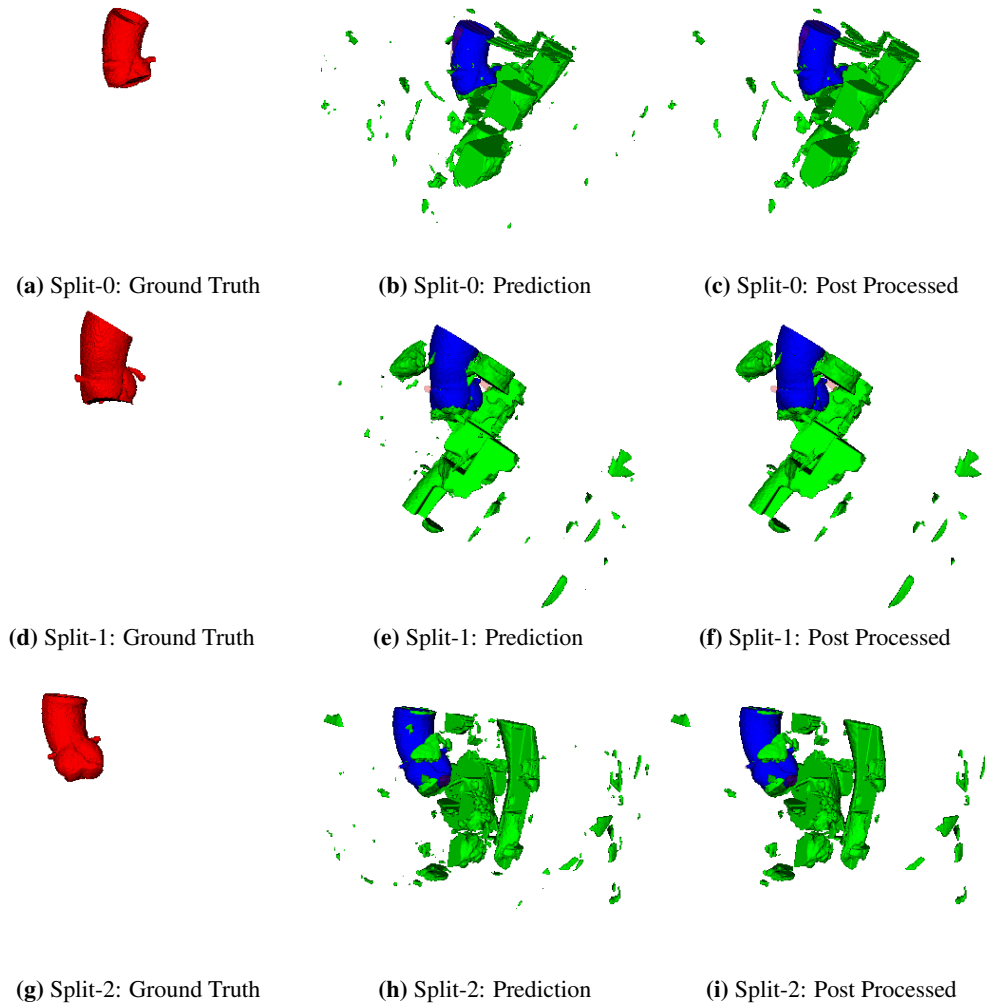 (a) Split-0: Ground Truth
(b) Split-0: Prediction
(c) Split-0: Post Processed
(d) Split-1: Ground Truth
(e) Split-1: Prediction
(f) Split-1: Post Processed
(g) Split-2: Ground Truth
(h) Split-2: Prediction
(i) Split-2: Post Processed